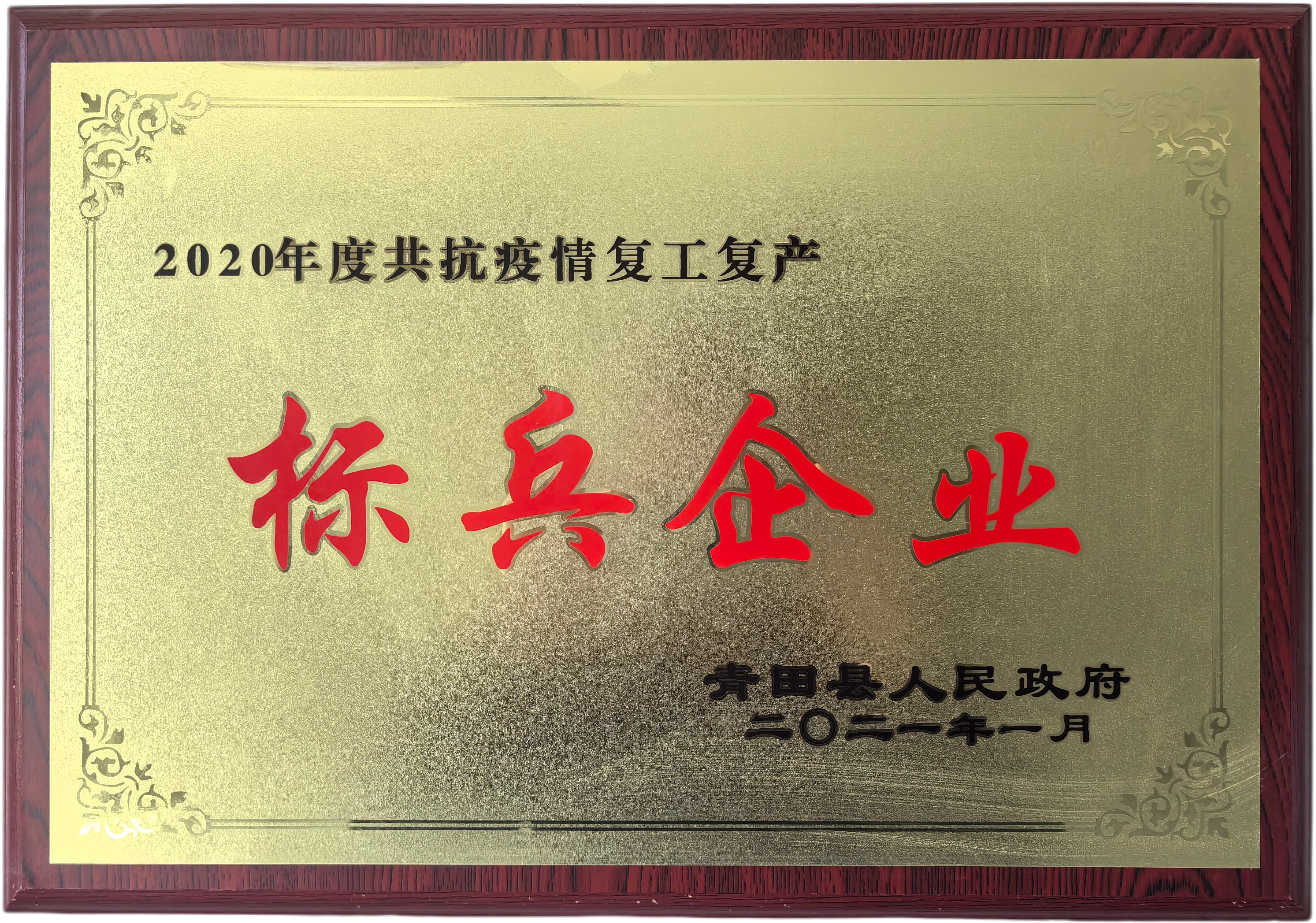 2020年度共抗疫情复工复产
标兵企业
青田县人民政府
二〇二一年一月